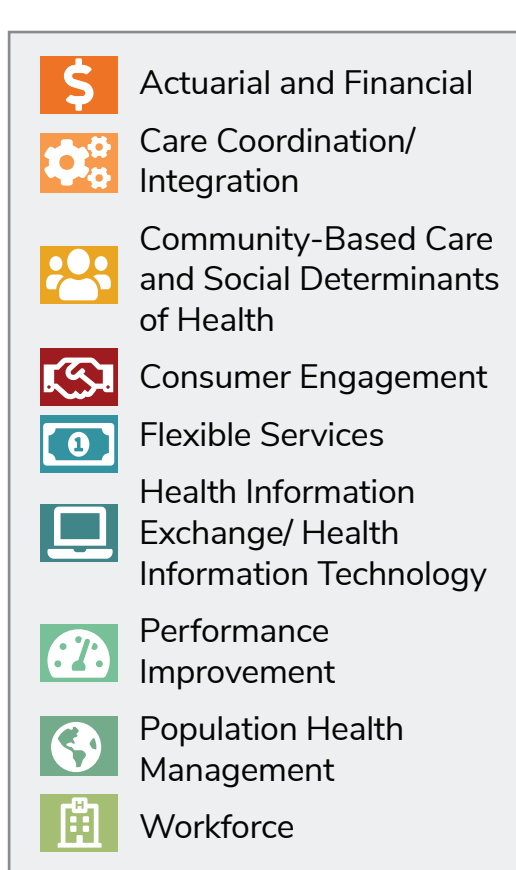 $
Actuarial and Financial
Care Coordination/
Integration
Community-Based Care
and Social Determinants
of Health
Consumer Engagement
1
Flexible Services
Health Information
Exchange/ Health
Information Technology
Performance
Improvement
Population Health
Management
H
Workforce